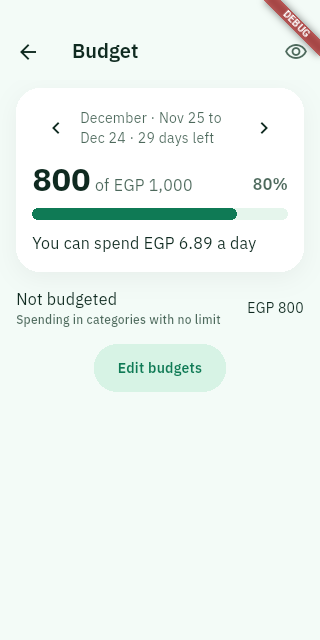 DEBUG
Budget
December · Nov 25 to
Dec 24 · 29 days left
800 of EGP 1,000
80%
You can spend EGP 6.89 a day
Not budgeted
EGP 800
Spending in categories with no limit
Edit budgets